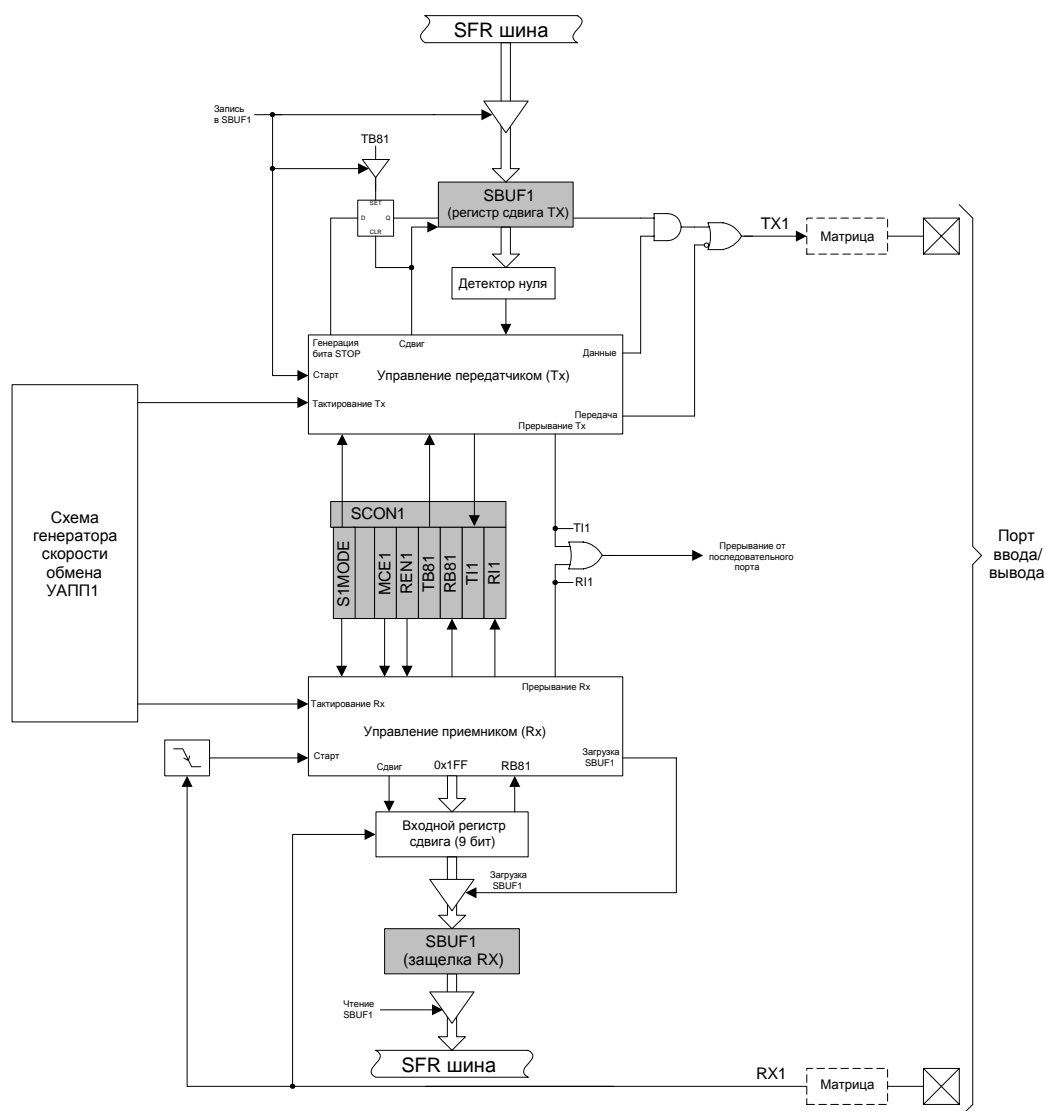 SFR шина
Запись
в SBUF1
TB81
SET
D
Q
CLR
SBUF1
(регистр сдвига TX)
TX1
Матрица
Детектор нуля
Генерация
бита STOP
Сдвиг
Данные
Старт
Управление передатчиком (Tx)
Тактирование Tx
Передача
Прерывание Tx
Схема
генератора
скорости
обмена
УАПП1
SCON1
S1MODE
MCE1
REN1
TB81
RB81
TI1
RI1
TI1
RI1
Прерывание от
последовательного
порта
Порт
ввода/
вывода
Прерывание Rx
Тактирование Rx
Управление приемником (Rx)
Старт
Загрузка
SBUF1
Сдвиг
0x1FF
RB81
Входной регистр
сдвига (9 бит)
Загрузка
SBUF1
SBUF1
(защелка RX)
Чтение
SBUF1
SFR шина
RX1
Матрица